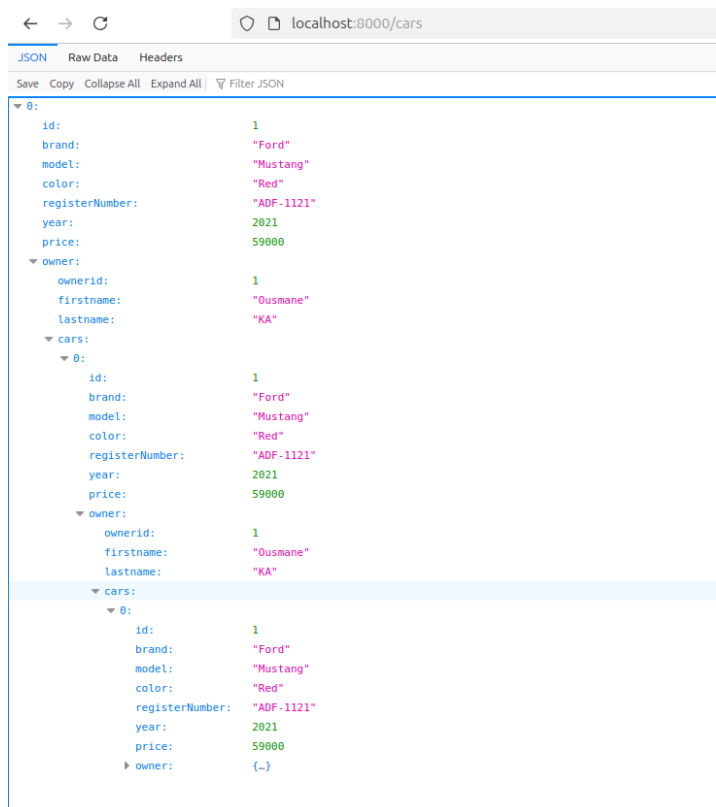 localhost:8000/cars
JSON Raw Data Headers
Save Copy Collapse All Expand All Filter JSON
0:
id: 1
brand: "Ford"
model: "Mustang"
color: "Red"
registerNumber: "ADF-1121"
year: 2021
price: 59000
owner:
ownerid: 1
firstname: "Ousmane"
lastname: "KA"
cars:
0:
id: 1
brand: "Ford"
model: "Mustang"
color: "Red"
registerNumber: "ADF-1121"
year: 2021
price: 59000
owner:
ownerid: 1
firstname: "Ousmane"
lastname: "KA"
cars:
0:
id: 1
brand: "Ford"
model: "Mustang"
color: "Red"
registerNumber: "ADF-1121"
year: 2021
price: 59000
owner: {…}